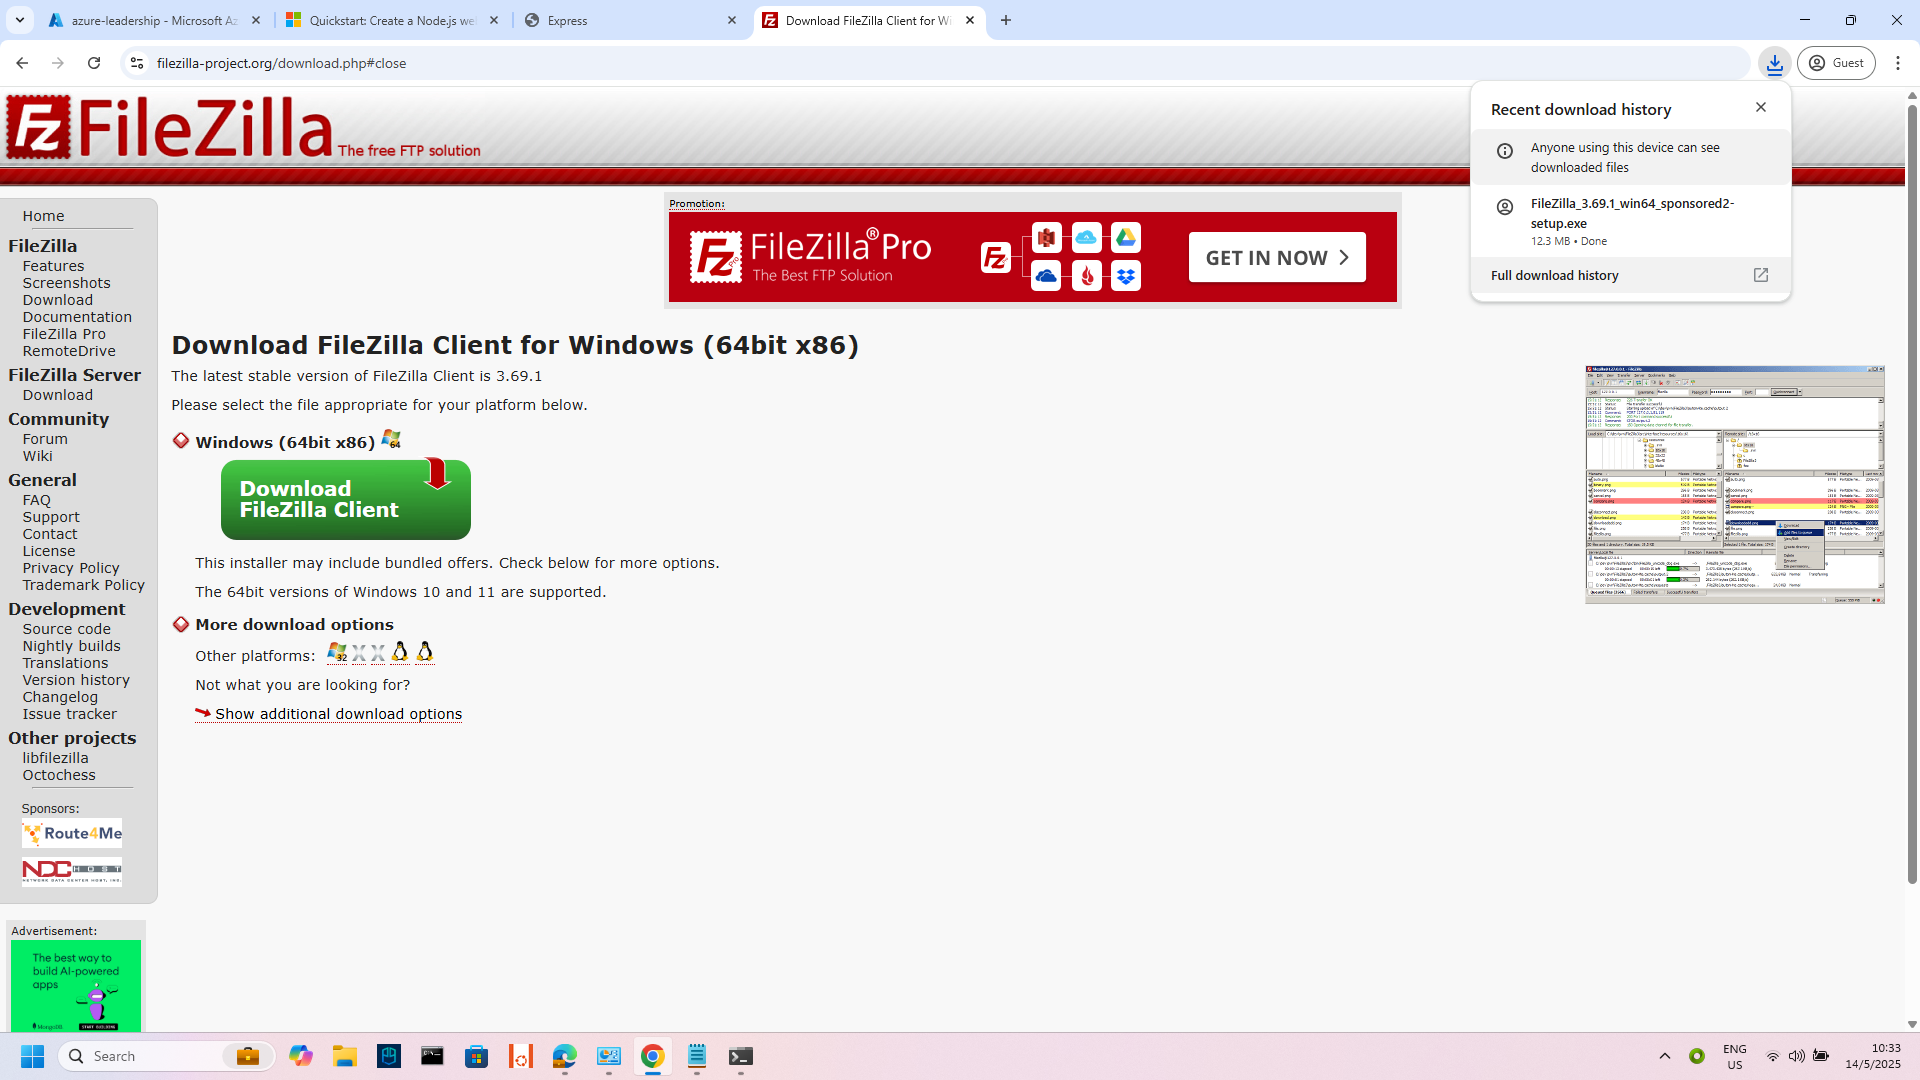 azure-leadership - Microsoft Az
Quickstart: Create a Node.js we
Express
Download FileZilla Client for Wi
filezilla-project.org/download.php#close
Guest
FileZilla The free FTP solution
Recent download history
Anyone using this device can see
downloaded files
FileZilla_3.69.1_win64_sponsored2-
setup.exe
12.3 MB • Done
Full download history
Home
FileZilla
Features
Screenshots
Download
Documentation
FileZilla Pro
RemoteDrive
FileZilla Server
Download
Community
Forum
Wiki
General
FAQ
Support
Contact
License
Privacy Policy
Trademark Policy
Development
Source code
Nightly builds
Translations
Version history
Changelog
Issue tracker
Other projects
libfilezilla
Octochess
Sponsors:
Route4Me
NDC HOST
NETWORK DATA CENTER HOST, INC.
Advertisement:
The best way to
build AI-powered
apps
MongoDB
START BUILDING
Promotion:
FileZilla®Pro
The Best FTP Solution
GET IN NOW
Download FileZilla Client for Windows (64bit x86)
The latest stable version of FileZilla Client is 3.69.1
Please select the file appropriate for your platform below.
Windows (64bit x86) 64
Download
FileZilla Client
This installer may include bundled offers. Check below for more options.
The 64bit versions of Windows 10 and 11 are supported.
More download options
Other platforms: 32
Not what you are looking for?
Show additional download options
Search
ENG
US
10:33
14/5/2025